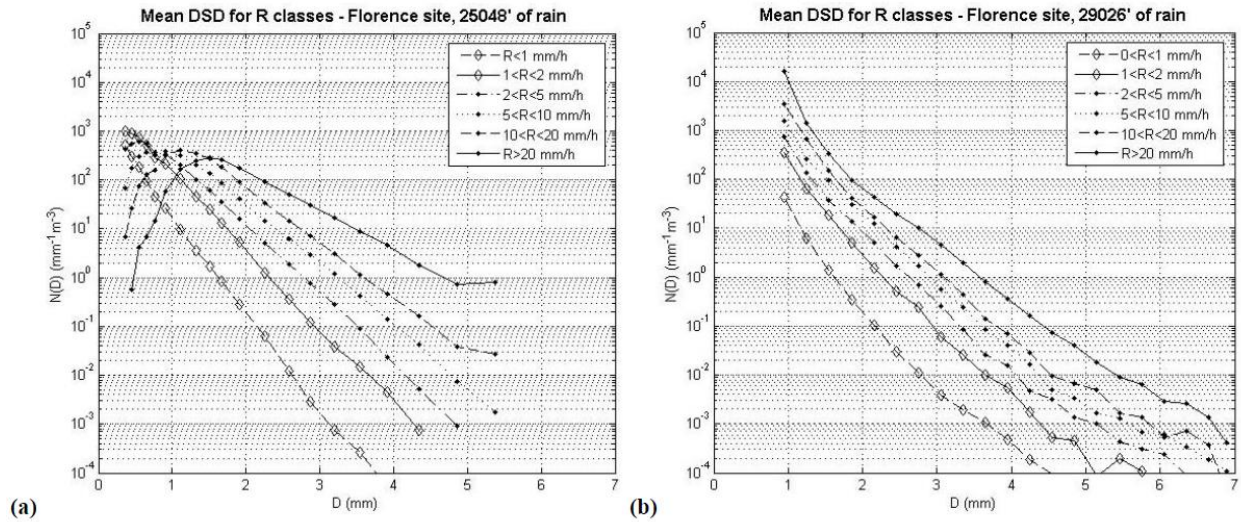 Mean DSD for R classes - Florence site, 25048' of rain
10^5
10^4
10^3
10^2
10^1
10^0
10^-1
10^-2
10^-3
10^-4
N(D) (mm^-1m^-3)
R<1 mm/h
1<R<2 mm/h
2<R<5 mm/h
5<R<10 mm/h
10<R<20 mm/h
R>20 mm/h
0 1 2 3 4 5 6 7
D (mm)
(a)
Mean DSD for R classes - Florence site, 29026' of rain
10^5
10^4
10^3
10^2
10^1
10^0
10^-1
10^-2
10^-3
10^-4
N(D) (mm^-1m^-3)
0<R<1 mm/h
1<R<2 mm/h
2<R<5 mm/h
5<R<10 mm/h
10<R<20 mm/h
R>20 mm/h
0 1 2 3 4 5 6 7
D (mm)
(b)